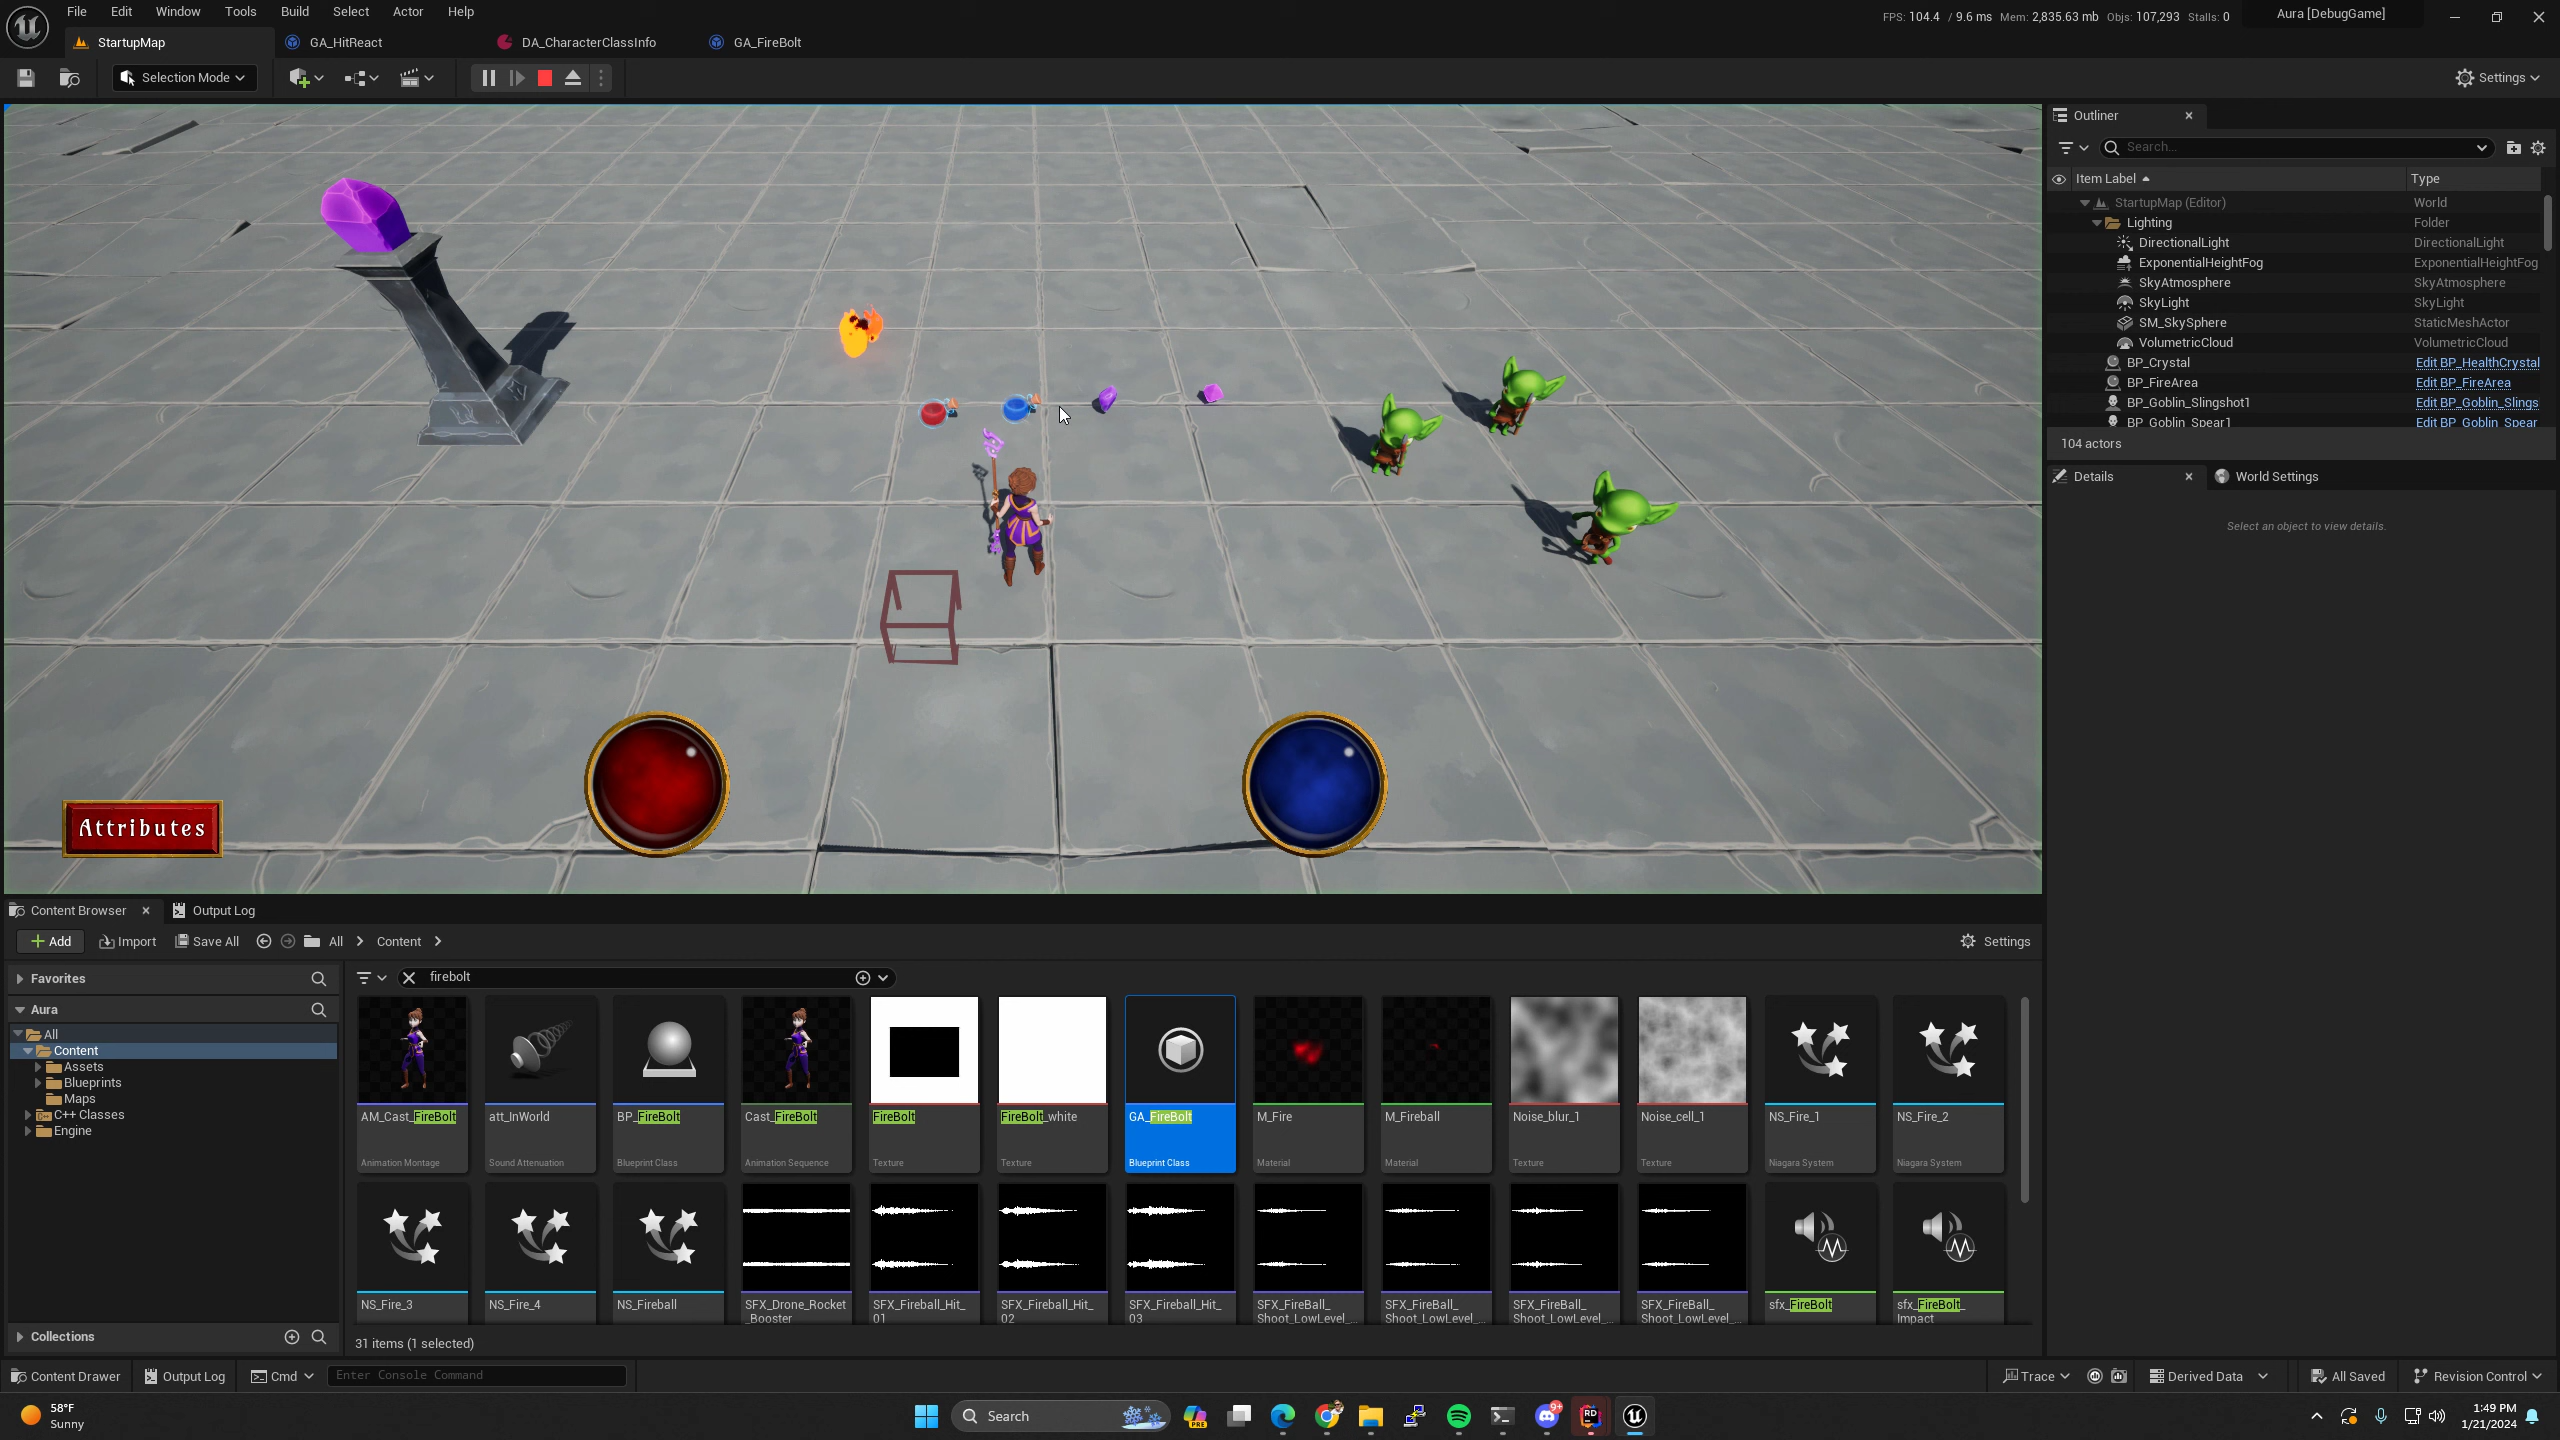 File Edit Window Tools Build Select Actor Help
FPS: 104.4 / 9.6 ms Mem: 2,835.63 mb Objs: 107,293 Stalls: 0
Aura [DebugGame]
StartupMap
GA_HitReact
DA_CharacterClassInfo
GA_FireBolt
Selection Mode
Settings
Attributes
Outliner
Search...
Item Label Type
StartupMap (Editor) World
Lighting Folder
DirectionalLight DirectionalLight
ExponentialHeightFog ExponentialHeightFog
SkyAtmosphere SkyAtmosphere
SkyLight SkyLight
SM_SkySphere StaticMeshActor
VolumetricCloud VolumetricCloud
BP_Crystal Edit BP_HealthCrystal
BP_FireArea Edit BP_FireArea
BP_Goblin_Slingshot1 Edit BP_Goblin_Slings
BP_Goblin_Spear1 Edit BP_Goblin_Spear
104 actors
Details World Settings
Select an object to view details.
Content Browser Output Log
Add Import Save All All Content
Settings
Favorites
Aura
All
Content
Assets
Blueprints
Maps
C++ Classes
Engine
Collections
firebolt
AM_Cast_FireBolt
Animation Montage
att_InWorld
Sound Attenuation
BP_FireBolt
Blueprint Class
Cast_FireBolt
Animation Sequence
FireBolt
Texture
FireBolt_white
Texture
GA_FireBolt
Blueprint Class
M_Fire
Material
M_Fireball
Material
Noise_blur_1
Texture
Noise_cell_1
Texture
NS_Fire_1
Niagara System
NS_Fire_2
Niagara System
NS_Fire_3
NS_Fire_4
NS_Fireball
SFX_Drone_Rocket
_Booster
SFX_Fireball_Hit_
01
SFX_Fireball_Hit_
02
SFX_Fireball_Hit_
03
SFX_FireBall_
Shoot_LowLevel_...
SFX_FireBall_
Shoot_LowLevel_...
SFX_FireBall_
Shoot_LowLevel_...
SFX_FireBall_
Shoot_LowLevel_...
sfx_FireBolt
sfx_FireBolt_
Impact
31 items (1 selected)
Content Drawer Output Log Cmd Enter Console Command
Trace Derived Data All Saved Revision Control
58°F
Sunny
Search
PRE
9+
RD
1:49 PM
1/21/2024